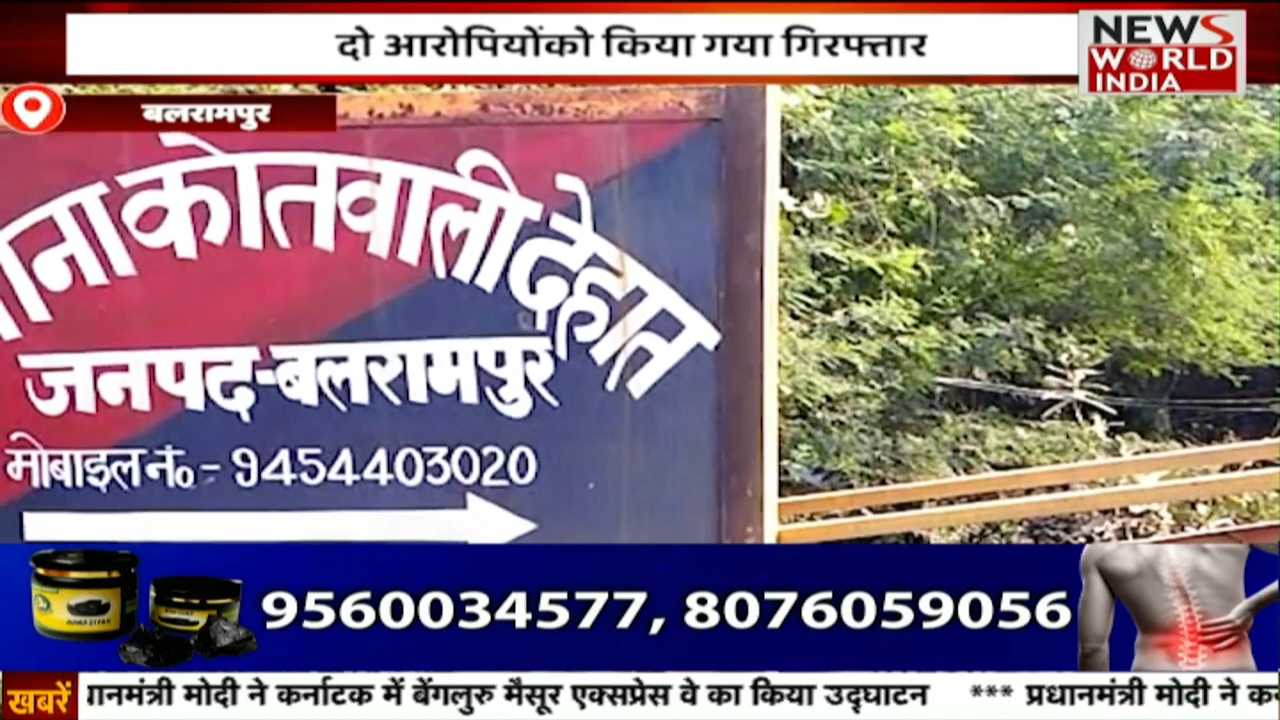 दो आरोपियोंको किया गया गिरफ्तार
NEWS
WORLD
INDIA
बलरामपुर
कोतवाली देहात
जनपद-बलरामपुर
मोबाइल नं० - 9454403020
9560034577, 8076059056
खबरें
मोदी ने कर्नाटक में बेंगलुरु मैसूर एक्सप्रेस वे का किया उद्घाटन *** प्रधानमंत्री मोदी ने